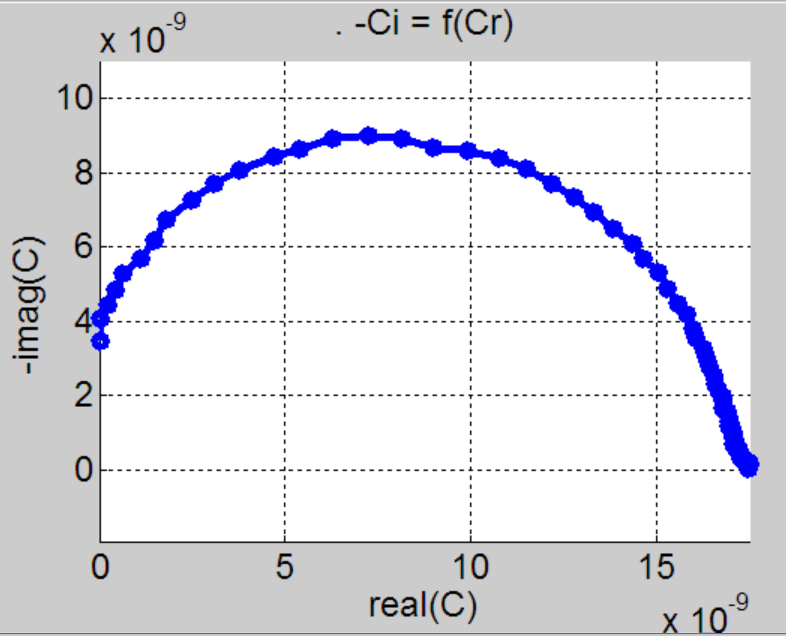 x 10-9
. -Ci = f(Cr)
10
8
6
4
2
0
-imag(C)
0 5 10 15
real(C)
x 10-9